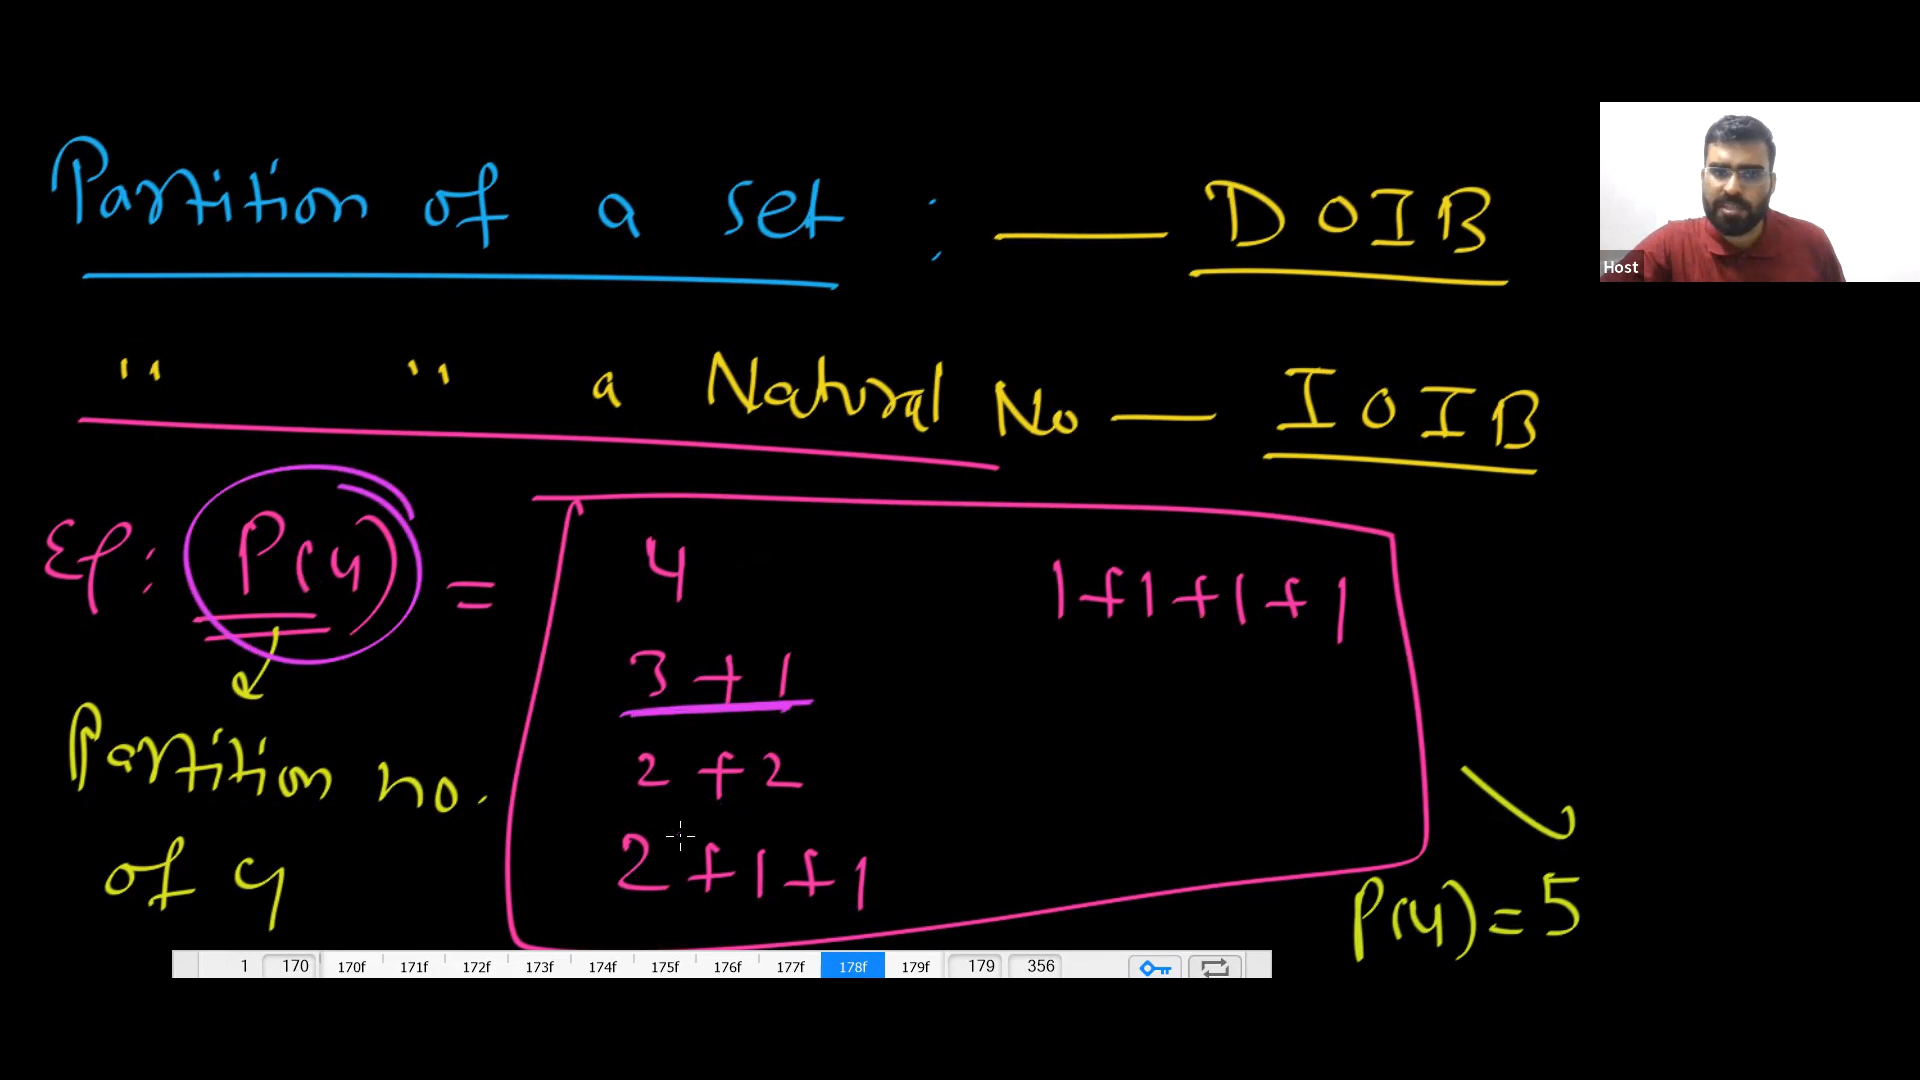 Partition of a set : — DOIB
" " a Natural No — IOIB
Eg: P(4) =
4
3 + 1
2 + 2
2 + 1 + 1
1 + 1 + 1 + 1
Partition no.
of 4
P(4) = 5
Host
1 170 170f 171f 172f 173f 174f 175f 176f 177f 178f 179f 179 356